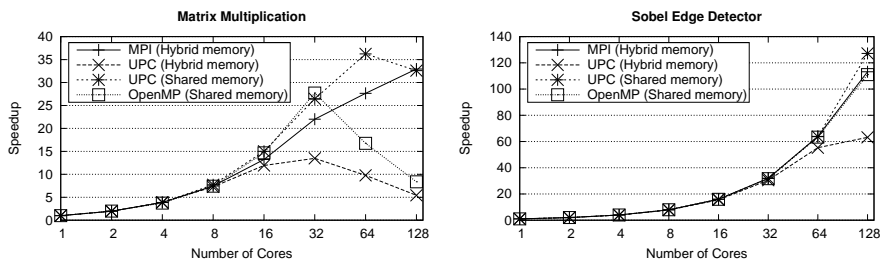 Matrix Multiplication
40
35
30
25
20
15
10
5
0
Speedup
MPI (Hybrid memory)
UPC (Hybrid memory)
UPC (Shared memory)
OpenMP (Shared memory)
1 2 4 8 16 32 64 128
Number of Cores
Sobel Edge Detector
140
120
100
80
60
40
20
0
Speedup
MPI (Hybrid memory)
UPC (Hybrid memory)
UPC (Shared memory)
OpenMP (Shared memory)
1 2 4 8 16 32 64 128
Number of Cores